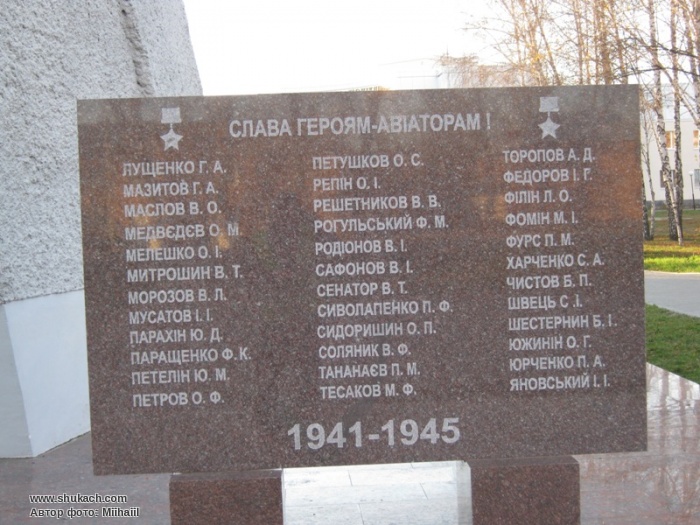 СЛАВА ГЕРОЯМ-АВІАТОРАМ !
ЛУЩЕНКО Г. А.
МАЗИТОВ Г. А.
МАСЛОВ В. О.
МЕДВЄДЄВ О. М.
МЕЛЕШКО О. І.
МИТРОШИН В. Т.
МОРОЗОВ В. Л.
МУСАТОВ І. І.
ПАРАХІН Ю. Д.
ПАРАЩЕНКО Ф. К.
ПЕТЕЛІН Ю. М.
ПЕТРОВ О. Ф.
ПЕТУШКОВ О. С.
РЕПІН О. І.
РЕШЕТНИКОВ В. В.
РОГУЛЬСЬКИЙ Ф. М.
РОДІОНОВ В. І.
САФОНОВ В. І.
СЕНАТОР В. Т.
СИВОЛАПЕНКО П. Ф.
СИДОРИШИН О. П.
СОЛЯНИК В. Ф.
ТАНАНАЄВ П. М.
ТЕСАКОВ М. Ф.
ТОРОПОВ А. Д.
ФЕДОРОВ І. Г.
ФІЛІН Л. О.
ФОМІН М. І.
ФУРС П. М.
ХАРЧЕНКО С. А.
ЧИСТОВ Б. П.
ШВЕЦЬ С. І.
ШЕСТЕРНИН Б. І.
ЮЖИНІН О. Г.
ЮРЧЕНКО П. А.
ЯНОВСЬКИЙ І. І.
1941-1945
www.shukach.com
Автор фото: Miihaiil